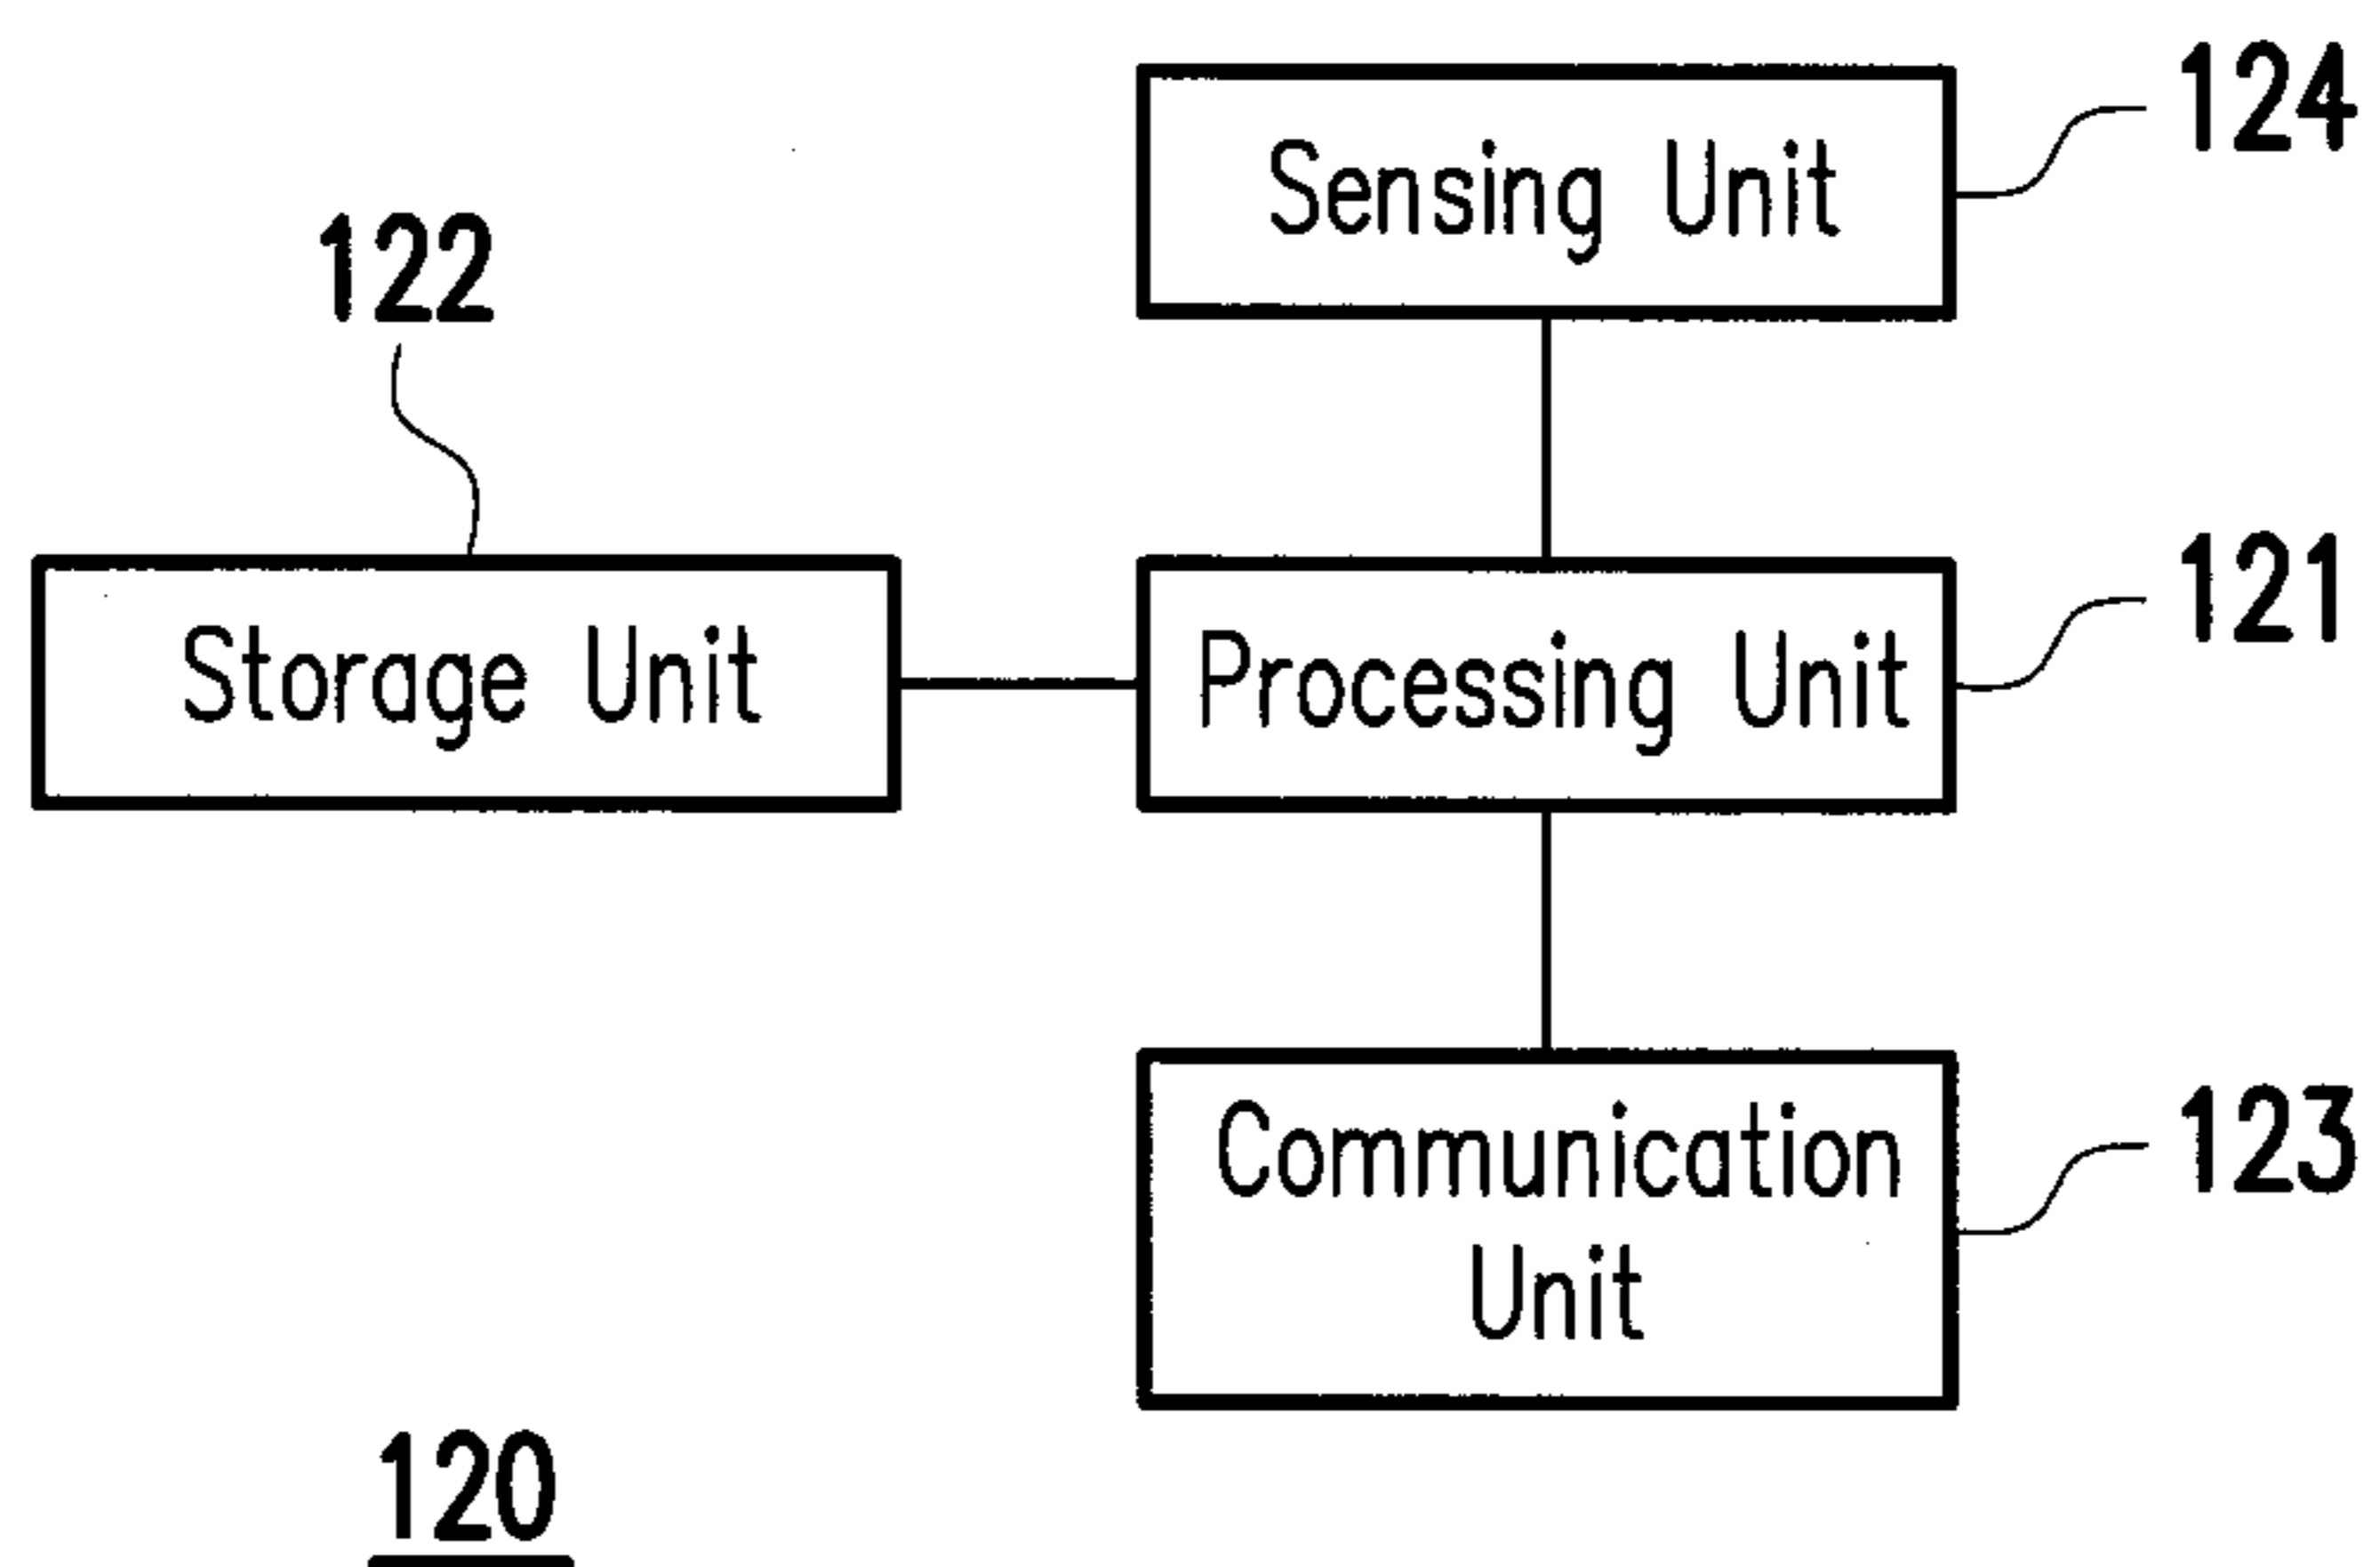 124
Sensing Unit
122
121
Storage Unit
Processing Unit
123
Communication
Unit
120